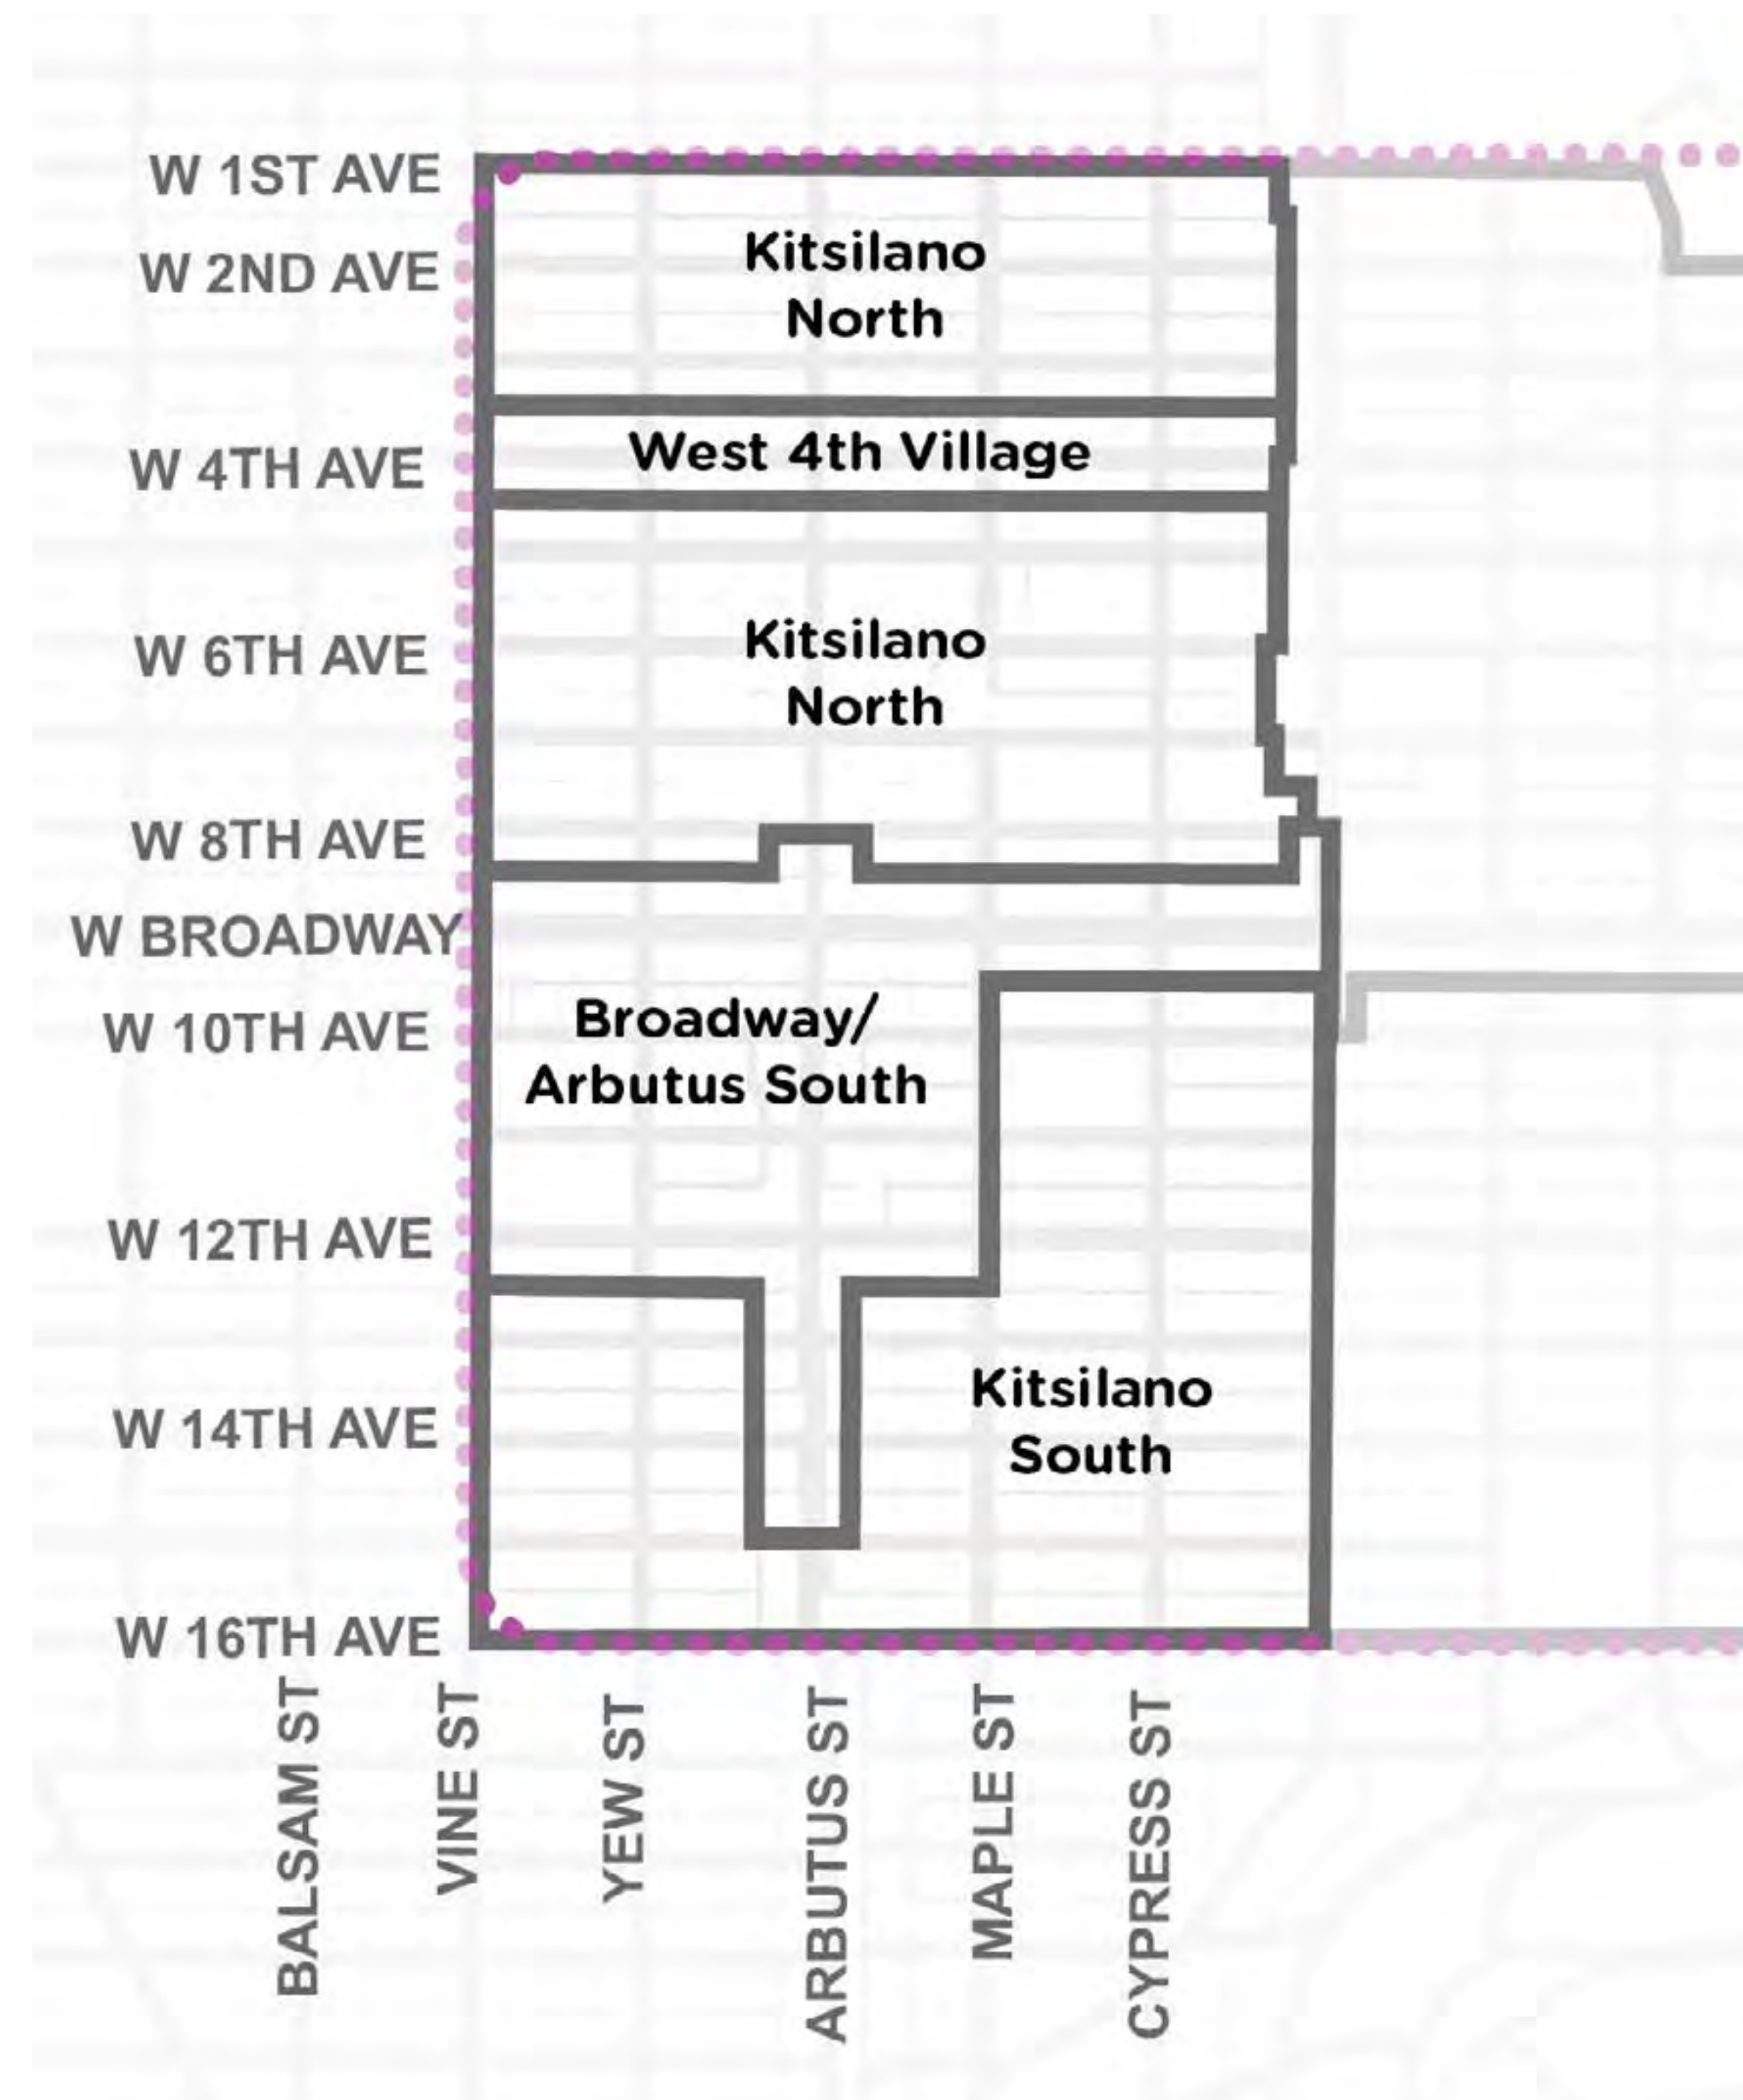 W 1ST AVE
Kitsilano
North
W 2ND AVE
West 4th Village
W 4TH AVE
Kitsilano
North
W 6TH AVE
W 8TH AVE
W BROADWAY
Broadway/
Arbutus South
W 10TH AVE
W 12TH AVE
Kitsilano
South
W 14TH AVE
W 16TH AVE
BALSAM ST
VINE ST
YEW ST
ARBUTUS ST
MAPLE ST
CYPRESS ST